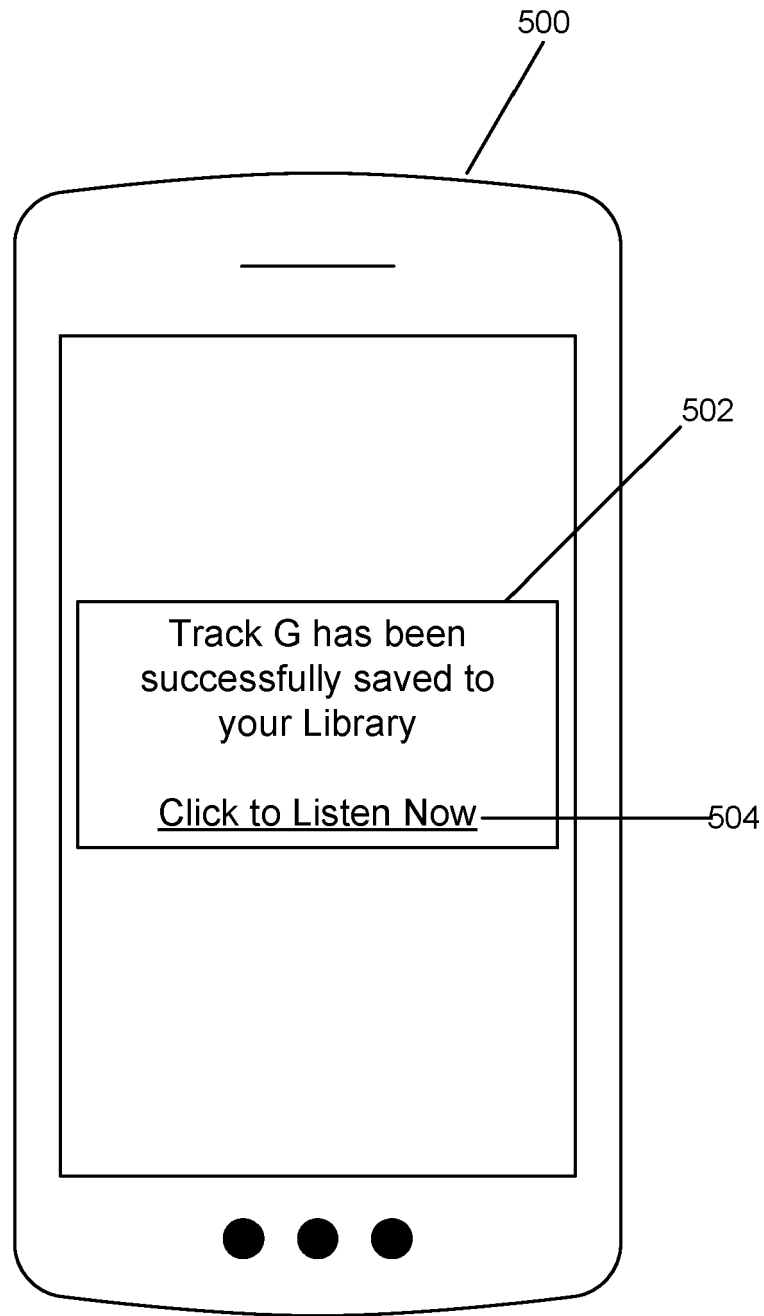 500
502
Track G has been
successfully saved to
your Library
Click to Listen Now
504